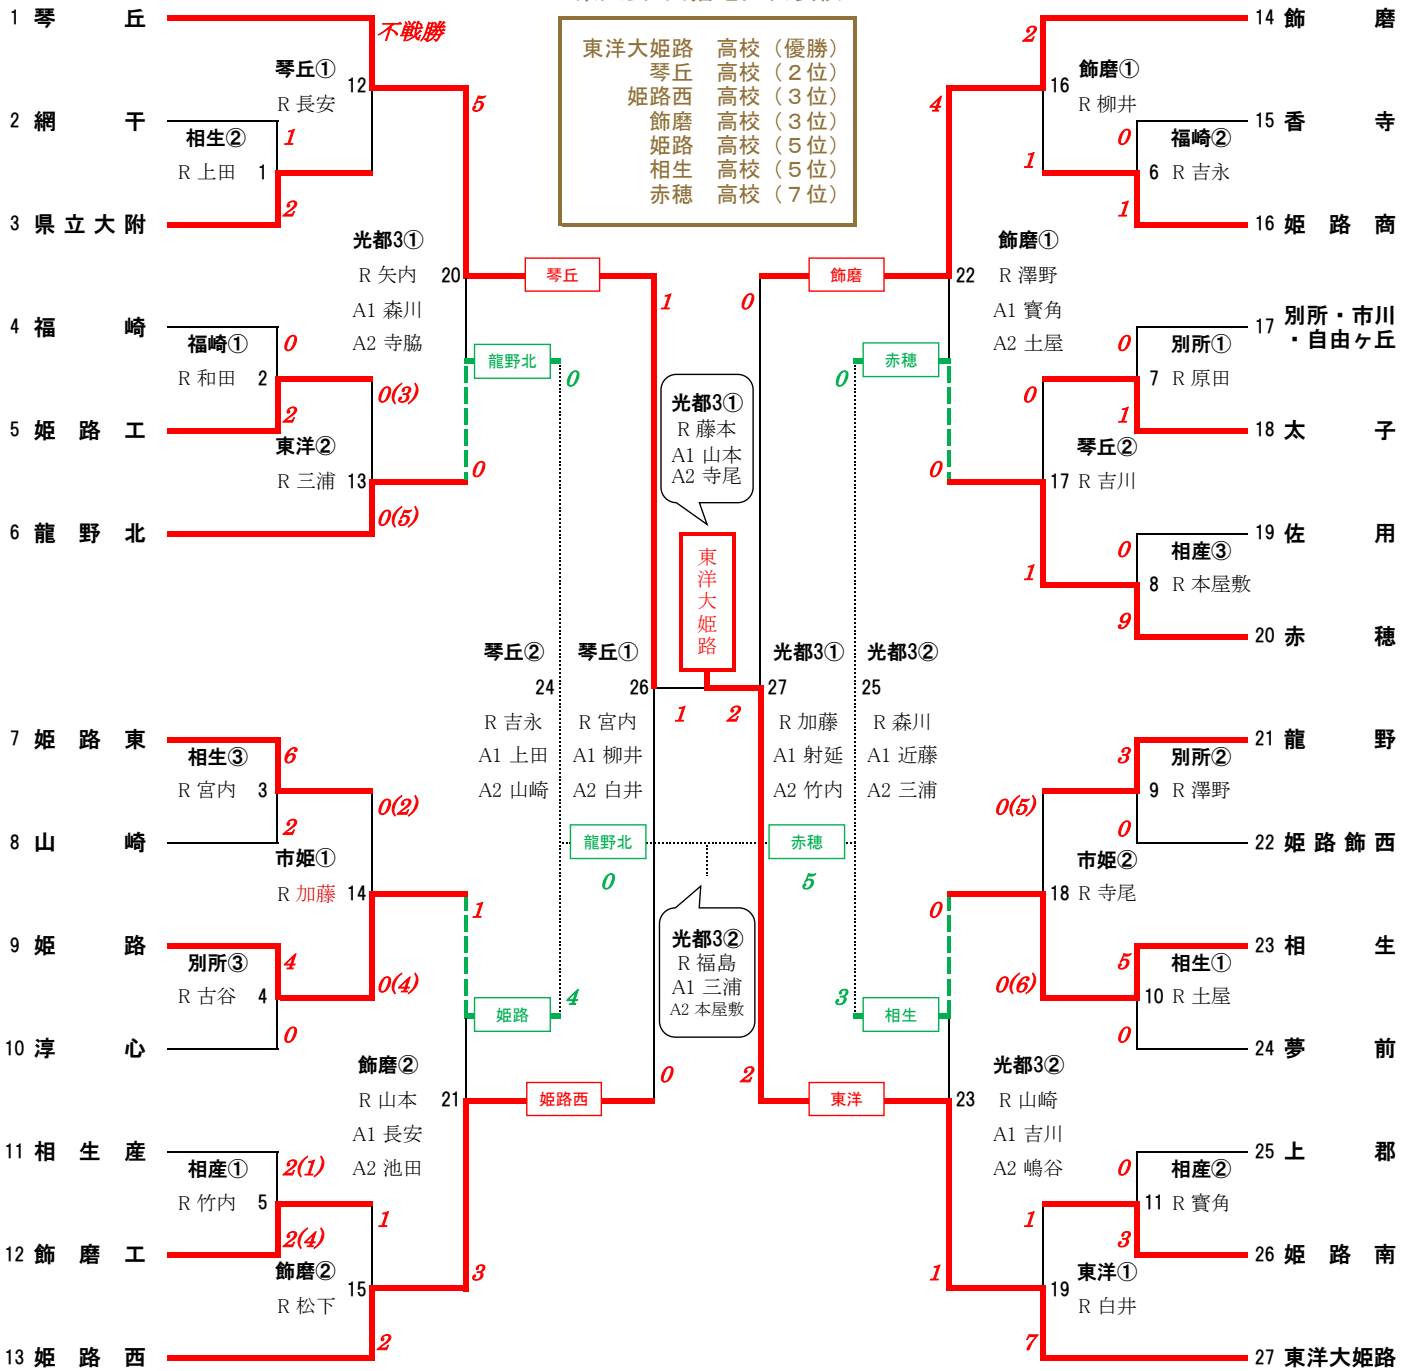 東洋大姫路　高校（優勝）
琴丘　高校（２位）
姫路西　高校（３位）
飾磨　高校（３位）
姫路　高校（５位）
相生　高校（５位）
赤穂　高校（７位）
1 琴丘
不戦勝
琴丘①
12
R 長安
5
2 網干
相生②
1
R 上田 1
2
3 県立大附
光都3①
R 矢内 20
A1 森川
A2 寺脇
琴丘
1
4 福崎
福崎①
0
R 和田 2
2
0(3)
5 姫路工
東洋②
R 三浦 13
0(5)
0
6 龍野北
龍野北
0
琴丘②
24
R 吉永
A1 上田
A2 山崎
琴丘①
26
R 宮内
A1 柳井
A2 白井
7 姫路東
相生③
6
R 宮内 3
2
0(2)
8 山崎
市姫①
R 加藤 14
0(4)
1
9 姫路
別所③
4
R 古谷 4
0
10 淳心
姫路
4
龍野北
0
飾磨②
R 山本 21
A1 長安
A2 池田
姫路西
0
11 相生産
相産①
2(1)
R 竹内 5
2(4)
1
12 飾磨工
飾磨②
15
R 松下
2
3
13 姫路西
光都3①
R 藤本
A1 山本
A2 寺尾
東洋大姫路
1
2
光都3②
R 福島
A1 三浦
A2 本屋敷
14 飾磨
2
飾磨①
16
R 柳井
4
1
15 香寺
0
福崎②
6 R 吉永
1
16 姫路商
飾磨①
22 R 澤野
A1 寳角
A2 土屋
飾磨
0
17 別所・市川
・自由ヶ丘
0
別所①
7 R 原田
1
0
18 太子
琴丘②
17 R 吉川
0
1
19 佐用
0
相産③
8 R 本屋敷
9
20 赤穂
赤穂
0
光都3①
27
R 加藤
A1 射延
A2 竹内
光都3②
25
R 森川
A1 近藤
A2 三浦
21 龍野
3
別所②
9 R 澤野
0
0(5)
22 姫路飾西
市姫②
18 R 寺尾
0
0(6)
23 相生
5
相生①
10 R 土屋
0
24 夢前
相生
3
赤穂
5
光都3②
23 R 山崎
A1 吉川
A2 嶋谷
東洋
2
25 上郡
0
相産②
11 R 寳角
3
1
26 姫路南
東洋①
19
R 白井
1
7
27 東洋大姫路